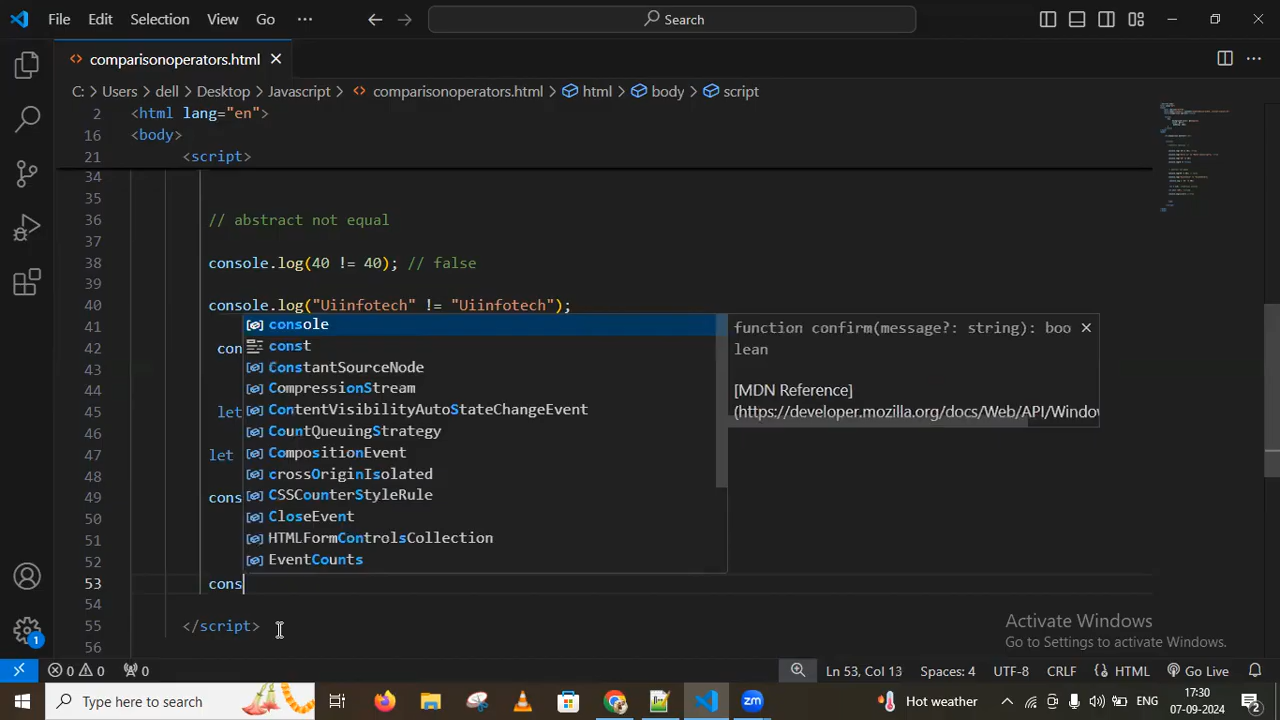 File Edit Selection View Go ··· Search
comparisonoperators.html
C: > Users > dell > Desktop > Javascript > comparisonoperators.html > html > body > script
2 <html lang="en">
16 <body>
21 <script>
34
35
36 // abstract not equal
37
38 console.log(40 != 40); // false
39
40 console.log("Uiinfotech" != "Uiinfotech");
41 console
42 con const
43 ConstantSourceNode
44 CompressionStream
45 let ContentVisibilityAutoStateChangeEvent
46 CountQueuingStrategy
47 let CompositionEvent
48 crossOriginIsolated
49 cons CSSCounterStyleRule
50 CloseEvent
51 HTMLFormControlsCollection
52 EventCounts
function confirm(message?: string): boo
lean
[MDN Reference]
(https://developer.mozilla.org/docs/Web/API/Windo
53 cons
54
55 </script>
56
Activate Windows
Go to Settings to activate Windows.
1
0 0 0 Ln 53, Col 13 Spaces: 4 UTF-8 CRLF {} HTML Go Live
Type here to search Hot weather ENG 17:30
07-09-2024 2